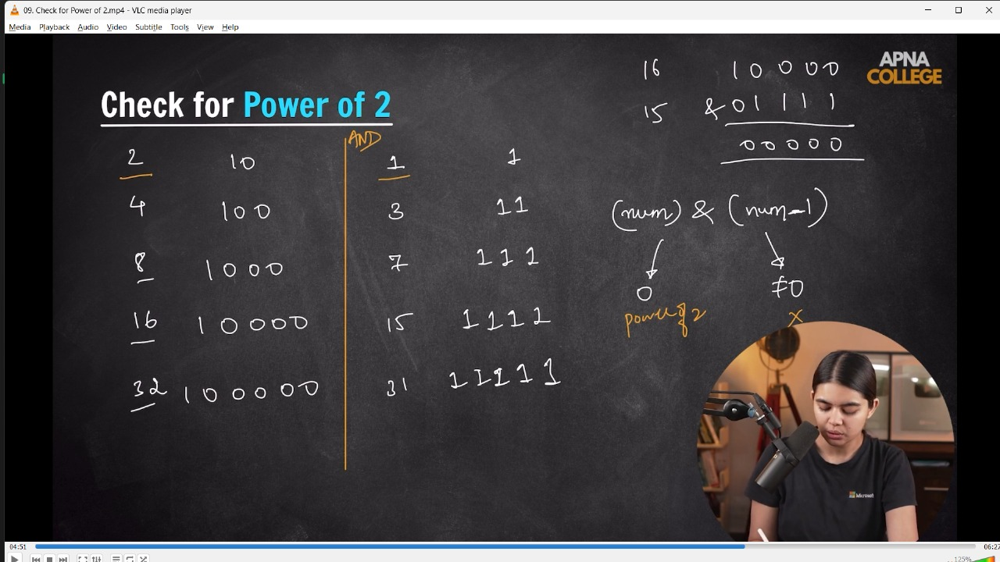 09. Check for Power of 2.mp4 - VLC media player
Media Playback Audio Video Subtitle Tools View Help
APNA
COLLEGE
Check for Power of 2
16 10000
15 & 01111
00000
AND
2 10 1 1
4 100 3 11
8 1000 7 111
16 10000 15 1111
32 100000 31 11111
(num) & (num-1)
0 ≠0
power of 2 x
Microsoft
04:51 06:27
125%